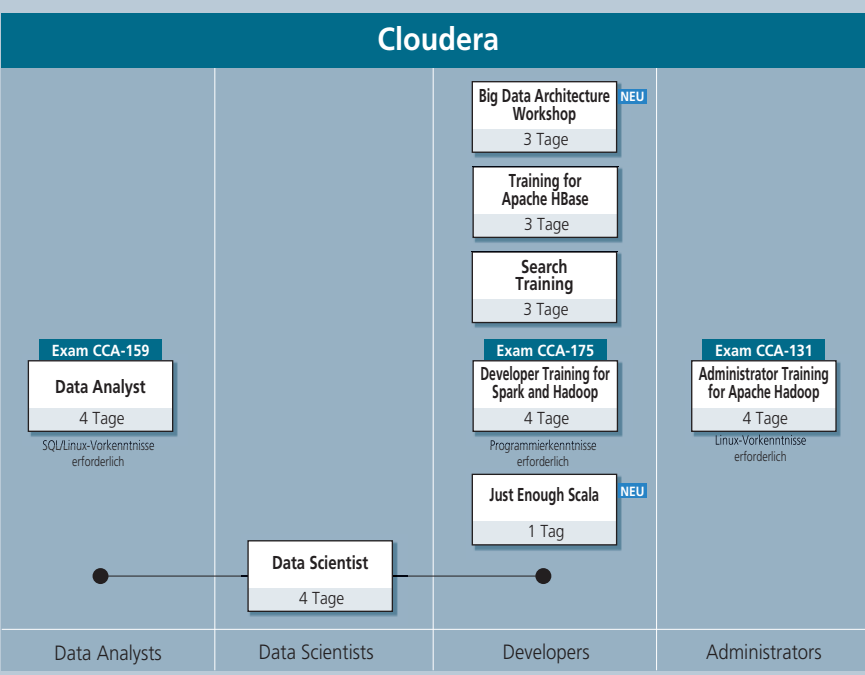 Cloudera
Big Data Architecture
Workshop
NEU
3 Tage
Training for
Apache HBase
3 Tage
Search
Training
3 Tage
Exam CCA-159
Data Analyst
4 Tage
SQL/Linux-Vorkenntnisse
erforderlich
Exam CCA-175
Developer Training for
Spark and Hadoop
4 Tage
Programmierkenntnisse
erforderlich
Exam CCA-131
Administrator Training
for Apache Hadoop
4 Tage
Linux-Vorkenntnisse
erforderlich
Just Enough Scala
NEU
1 Tag
Data Scientist
4 Tage
Data Analysts
Data Scientists
Developers
Administrators